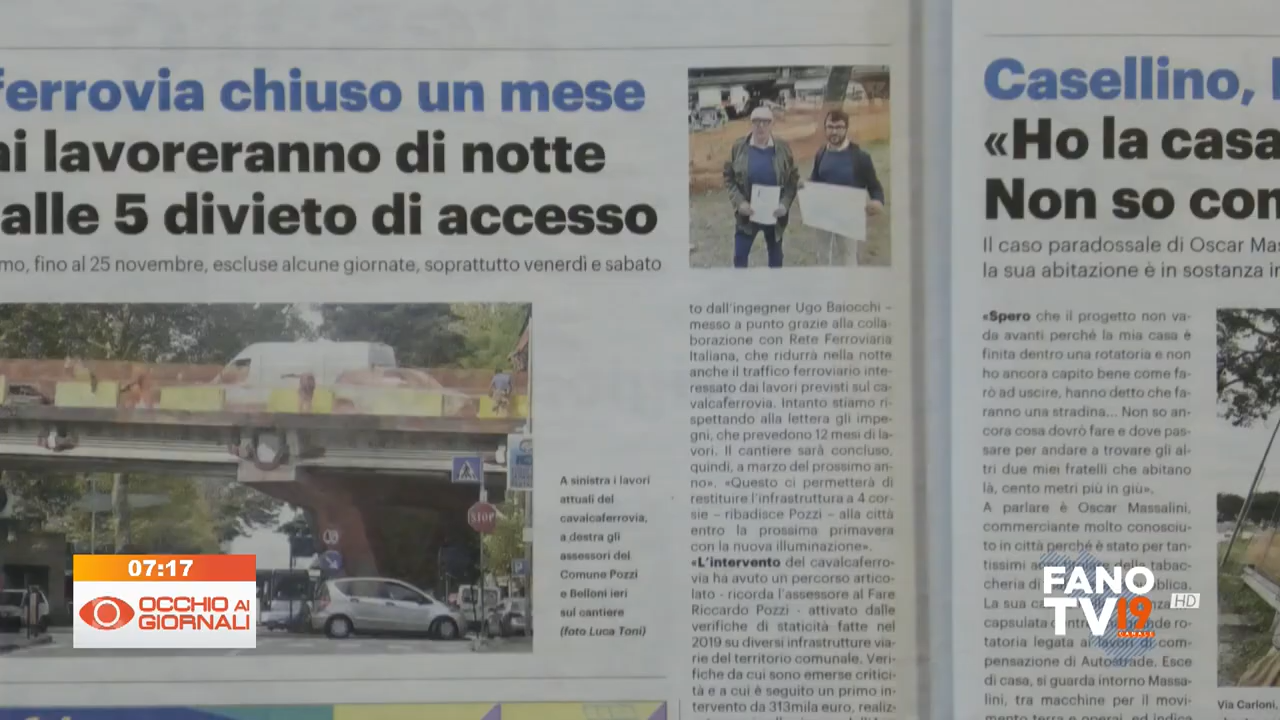 ferrovia chiuso un mese
ai lavoreranno di notte
alle 5 divieto di accesso
mo, fino al 25 novembre, escluse alcune giornate, soprattutto venerdì e sabato
A sinistra i lavori
attuali del
cavalcaferrovia,
a destra gli
assessori del
Comune Pozzi
e Belloni ieri
sul cantiere
(foto Luca Toni)
to dall'ingegner Ugo Baiocchi –
messo a punto grazie alla colla-
borazione con Rete Ferroviaria
Italiana, che ridurrà nella notte
anche il traffico ferroviario inte-
ressato dai lavori previsti sul ca-
valcaferrovia. Intanto stiamo ri-
spettando alla lettera gli impe-
gni, che prevedono 12 mesi di la-
vori. Il cantiere sarà concluso,
quindi, a marzo del prossimo an-
no». «Questo ci permetterà di
restituire l'infrastruttura a 4 cor-
sie – ribadisce Pozzi – alla città
entro la prossima primavera
con la nuova illuminazione».
«L'intervento del cavalcaferro-
via ha avuto un percorso artico-
lato - ricorda l'assessore al Fare
Riccardo Pozzi - attivato dalle
verifiche di staticità fatte nel
2019 su diversi infrastrutture via-
rie del territorio comunale. Veri-
fiche da cui sono emerse critici-
tà e a cui è seguito un primo in-
tervento da 313mila euro, realiz-
Casellino,
«Ho la casa
Non so con
Il caso paradossale di Oscar Mas
la sua abitazione è in sostanza in
«Spero che il progetto non va-
da avanti perché la mia casa è
finita dentro una rotatoria e non
ho ancora capito bene come fa-
rò ad uscire, hanno detto che fa-
ranno una stradina... Non so an-
cora cosa dovrò fare e dove pas-
sare per andare a trovare gli al-
tri due miei fratelli che abitano
là, cento metri più in giù».
A parlare è Oscar Massalini,
commerciante molto conosciu-
to in città perché è stato per tan-
tissimi della tabac-
cheria di
La sua
capsulata ro-
tatoria legata ai lavori di com-
pensazione di Autostrade. Esce
di casa, si guarda intorno Massa-
lini, tra macchine per il movi-
mento terra e operai, ed indic
Via Carloni,
STOP
07:17
OCCHIO AI
GIORNALI
FANO
TV19 HD
CANALE